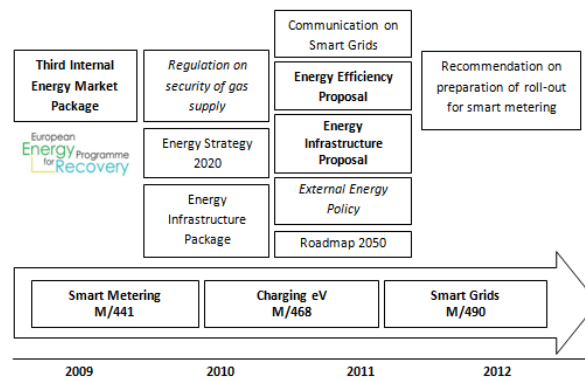 Third Internal
Energy Market
Package
European
Energy Programme
for Recovery
Regulation on
security of gas
supply
Energy Strategy
2020
Energy
Infrastructure
Package
Communication on
Smart Grids
Energy Efficiency
Proposal
Energy
Infrastructure
Proposal
External Energy
Policy
Roadmap 2050
Recommendation on
preparation of roll-out
for smart metering
Smart Metering
M/441
Charging eV
M/468
Smart Grids
M/490
2009
2010
2011
2012